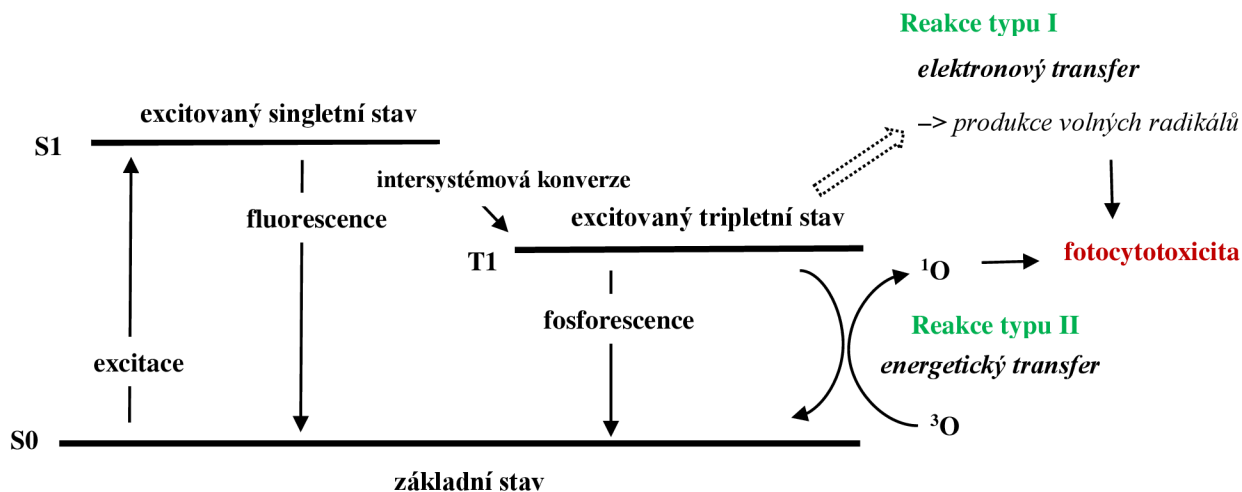 Reakce typu I
elektronový transfer
–> produkce volných radikálů
excitovaný singletní stav
S1
intersystémová konverze
fluorescence
excitovaný tripletní stav
T1
fotocytotoxicita
¹O
fosforescence
Reakce typu II
excitace
energetický transfer
S0
³O
základní stav